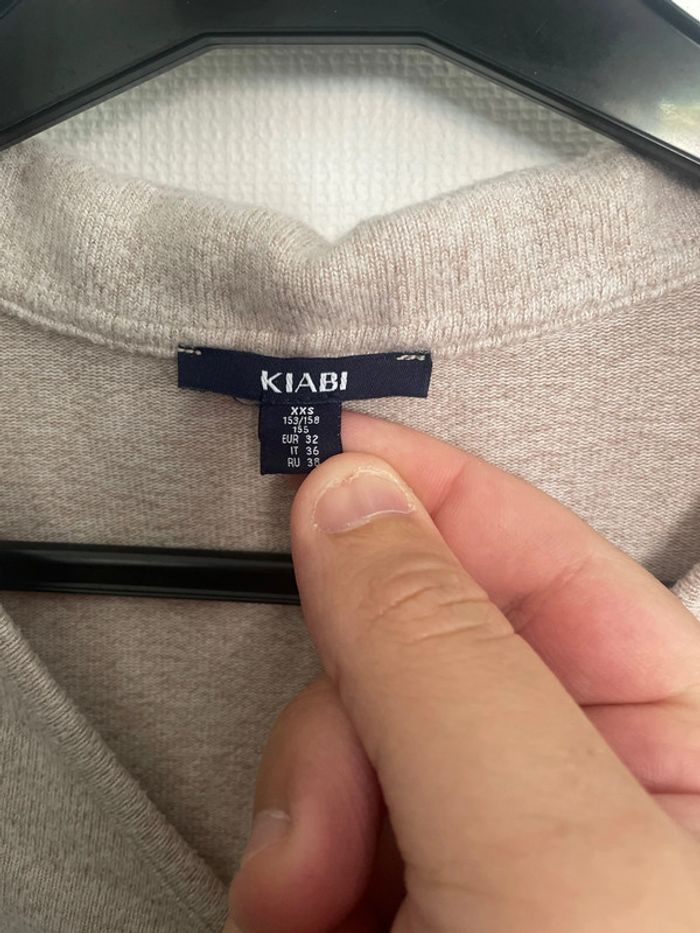 KIABI
XXS
153/158
155
EUR 32
IT 36
RU 38